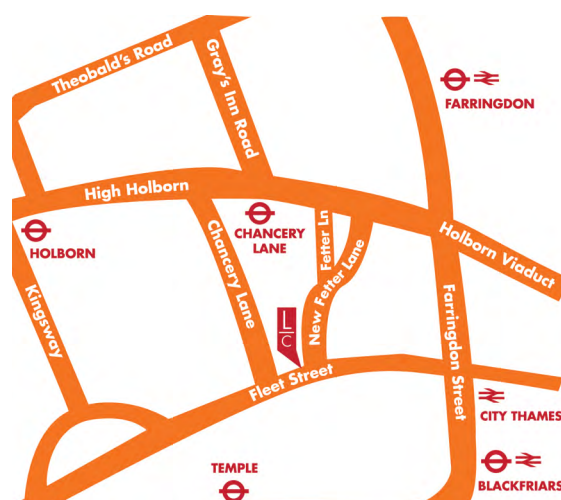 Theobald's Road
Gray's Inn Road
FARRINGDON
High Holborn
HOLBORN
CHANCERY
LANE
Fetter Ln
Holborn Viaduct
Kingsway
Chancery Lane
New Fetter Lane
L
C
Farringdon Street
Fleet Street
CITY THAMES
TEMPLE
BLACKFRIARS